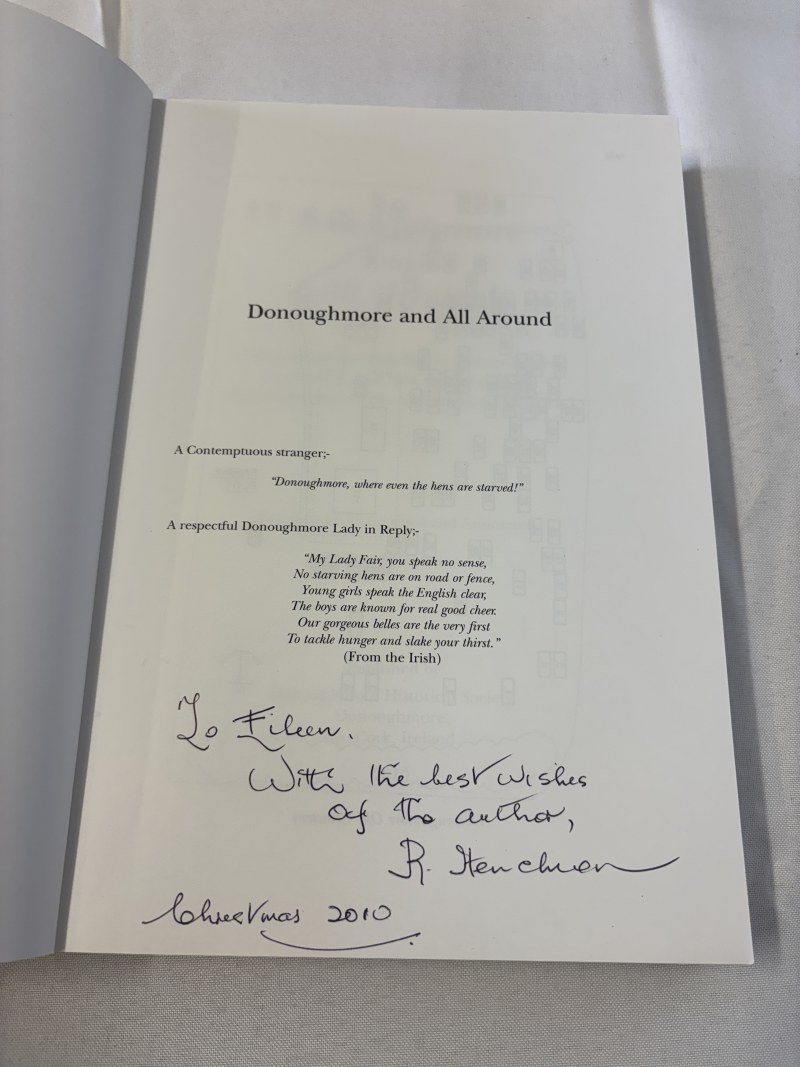 Donoughmore and All Around
A Contemptuous stranger;-
“Donoughmore, where even the hens are starved!”
A respectful Donoughmore Lady in Reply;-
“My Lady Fair, you speak no sense,
No starving hens are on road or fence,
Young girls speak the English clear,
The boys are known for real good cheer.
Our gorgeous belles are the very first
To tackle hunger and slake your thirst.”
(From the Irish)
To Eileen.
With the best wishes
of the author,
R. Henchion
Christmas 2010